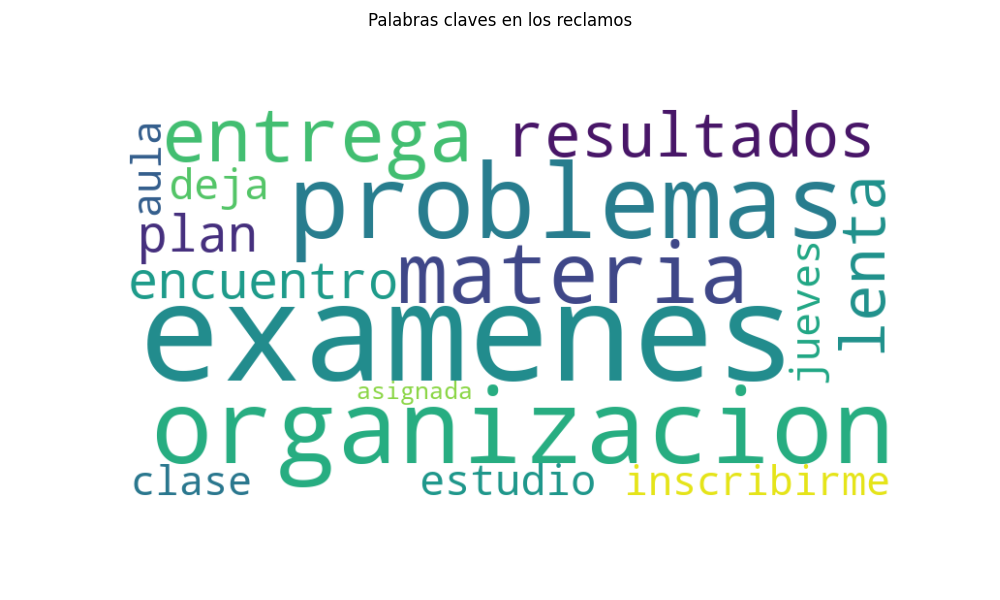 Palabras claves en los reclamos
aula
entrega
resultados
deja
problemas
lenta
plan
encuentro
materia
jueves
examenes
asignada
organizacion
clase
estudio
inscribirme